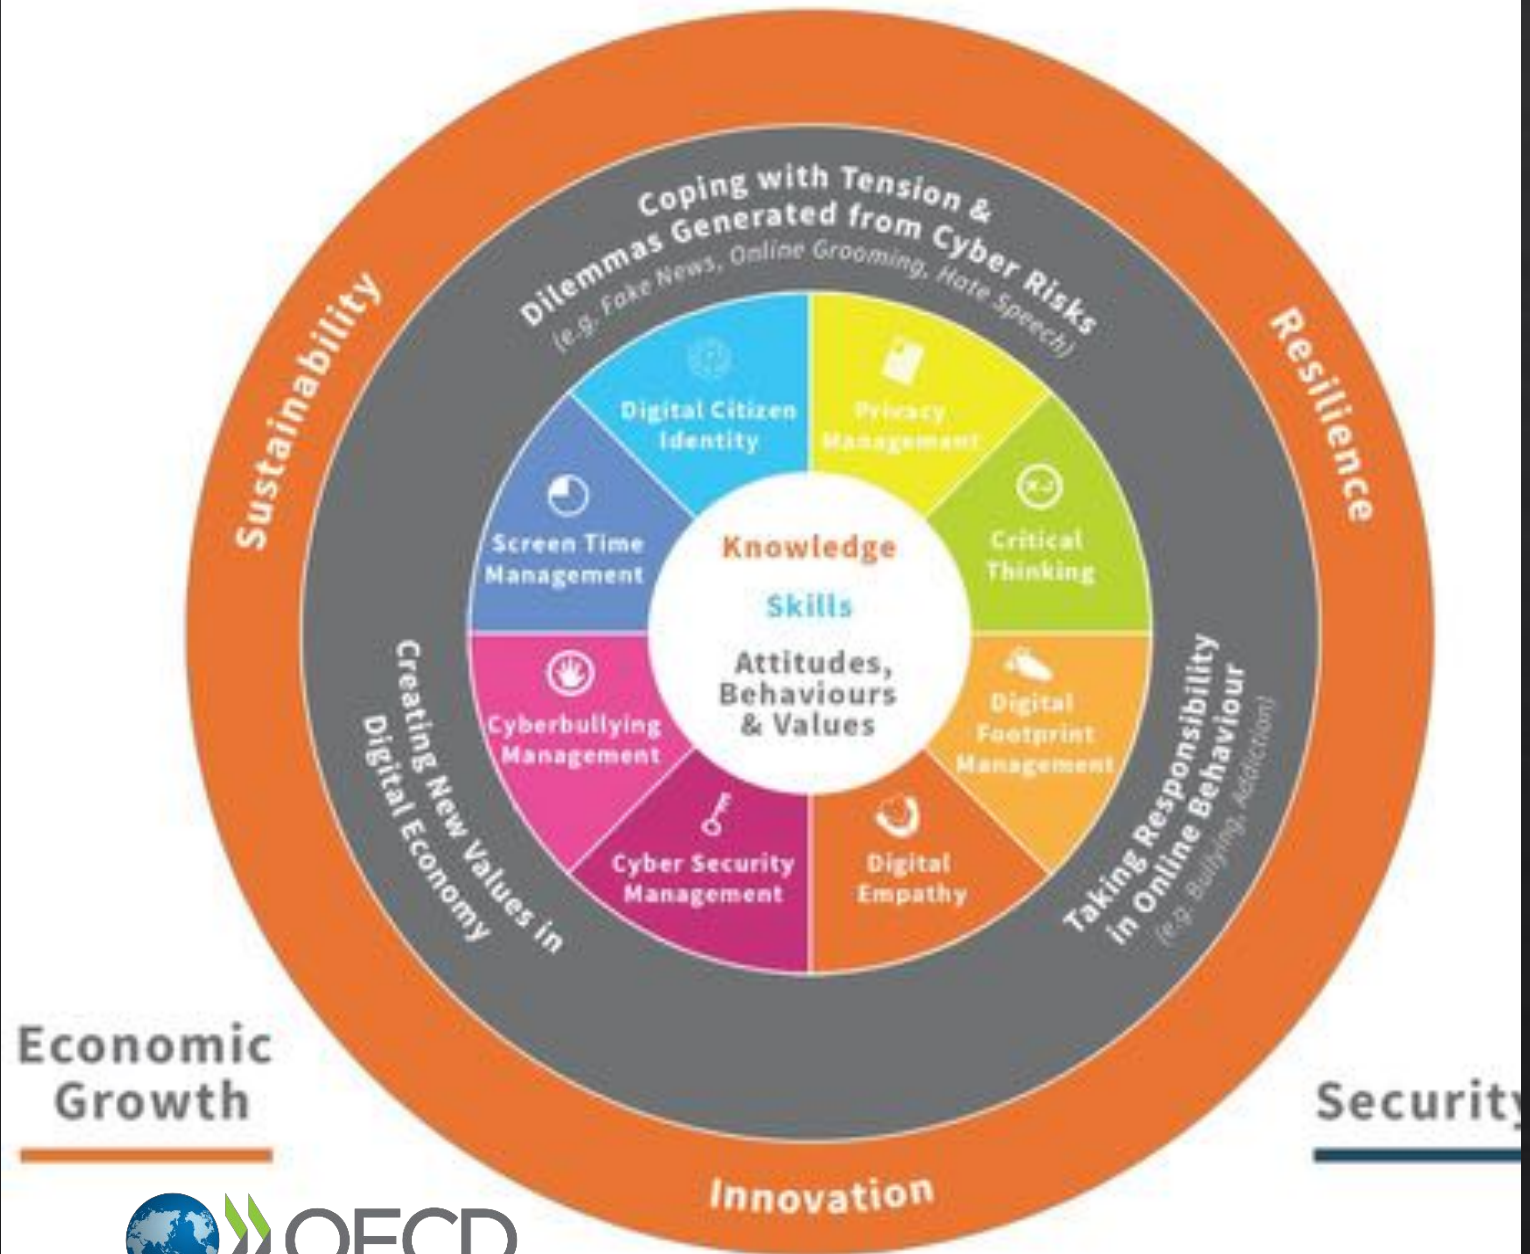 Coping with Tension &
Dilemmas Generated from Cyber Risks
(e.g. Fake News, Online Grooming, Hate Speech)
Sustainability
Resilience
Digital Citizen
Identity
Privacy
Management
Screen Time
Management
Critical
Thinking
Knowledge
Skills
Attitudes,
Behaviours
& Values
Cyberbullying
Management
Digital
Footprint
Management
Cyber Security
Management
Digital
Empathy
Creating New Values in
Digital Economy
Taking Responsibility
in Online Behaviour
(e.g. Bullying, Addiction)
Economic
Growth
Security
Innovation
OECD